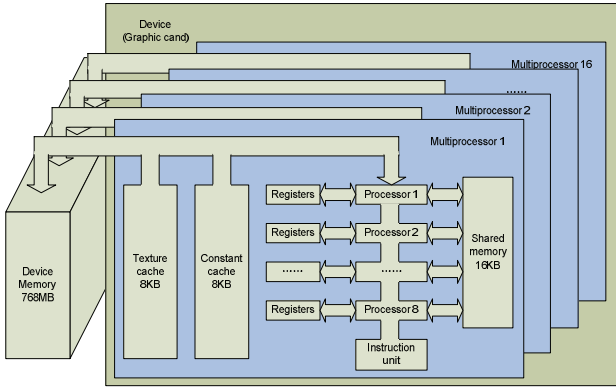 Device
(Graphic cand)
Multiprocessor 16
......
Multiprocessor 2
Multiprocessor 1
Device
Memory
768MB
Texture
cache
8KB
Constant
cache
8KB
Registers
Processor 1
Registers
Processor 2
......
......
Registers
Processor 8
Shared
memory
16KB
Instruction
unit